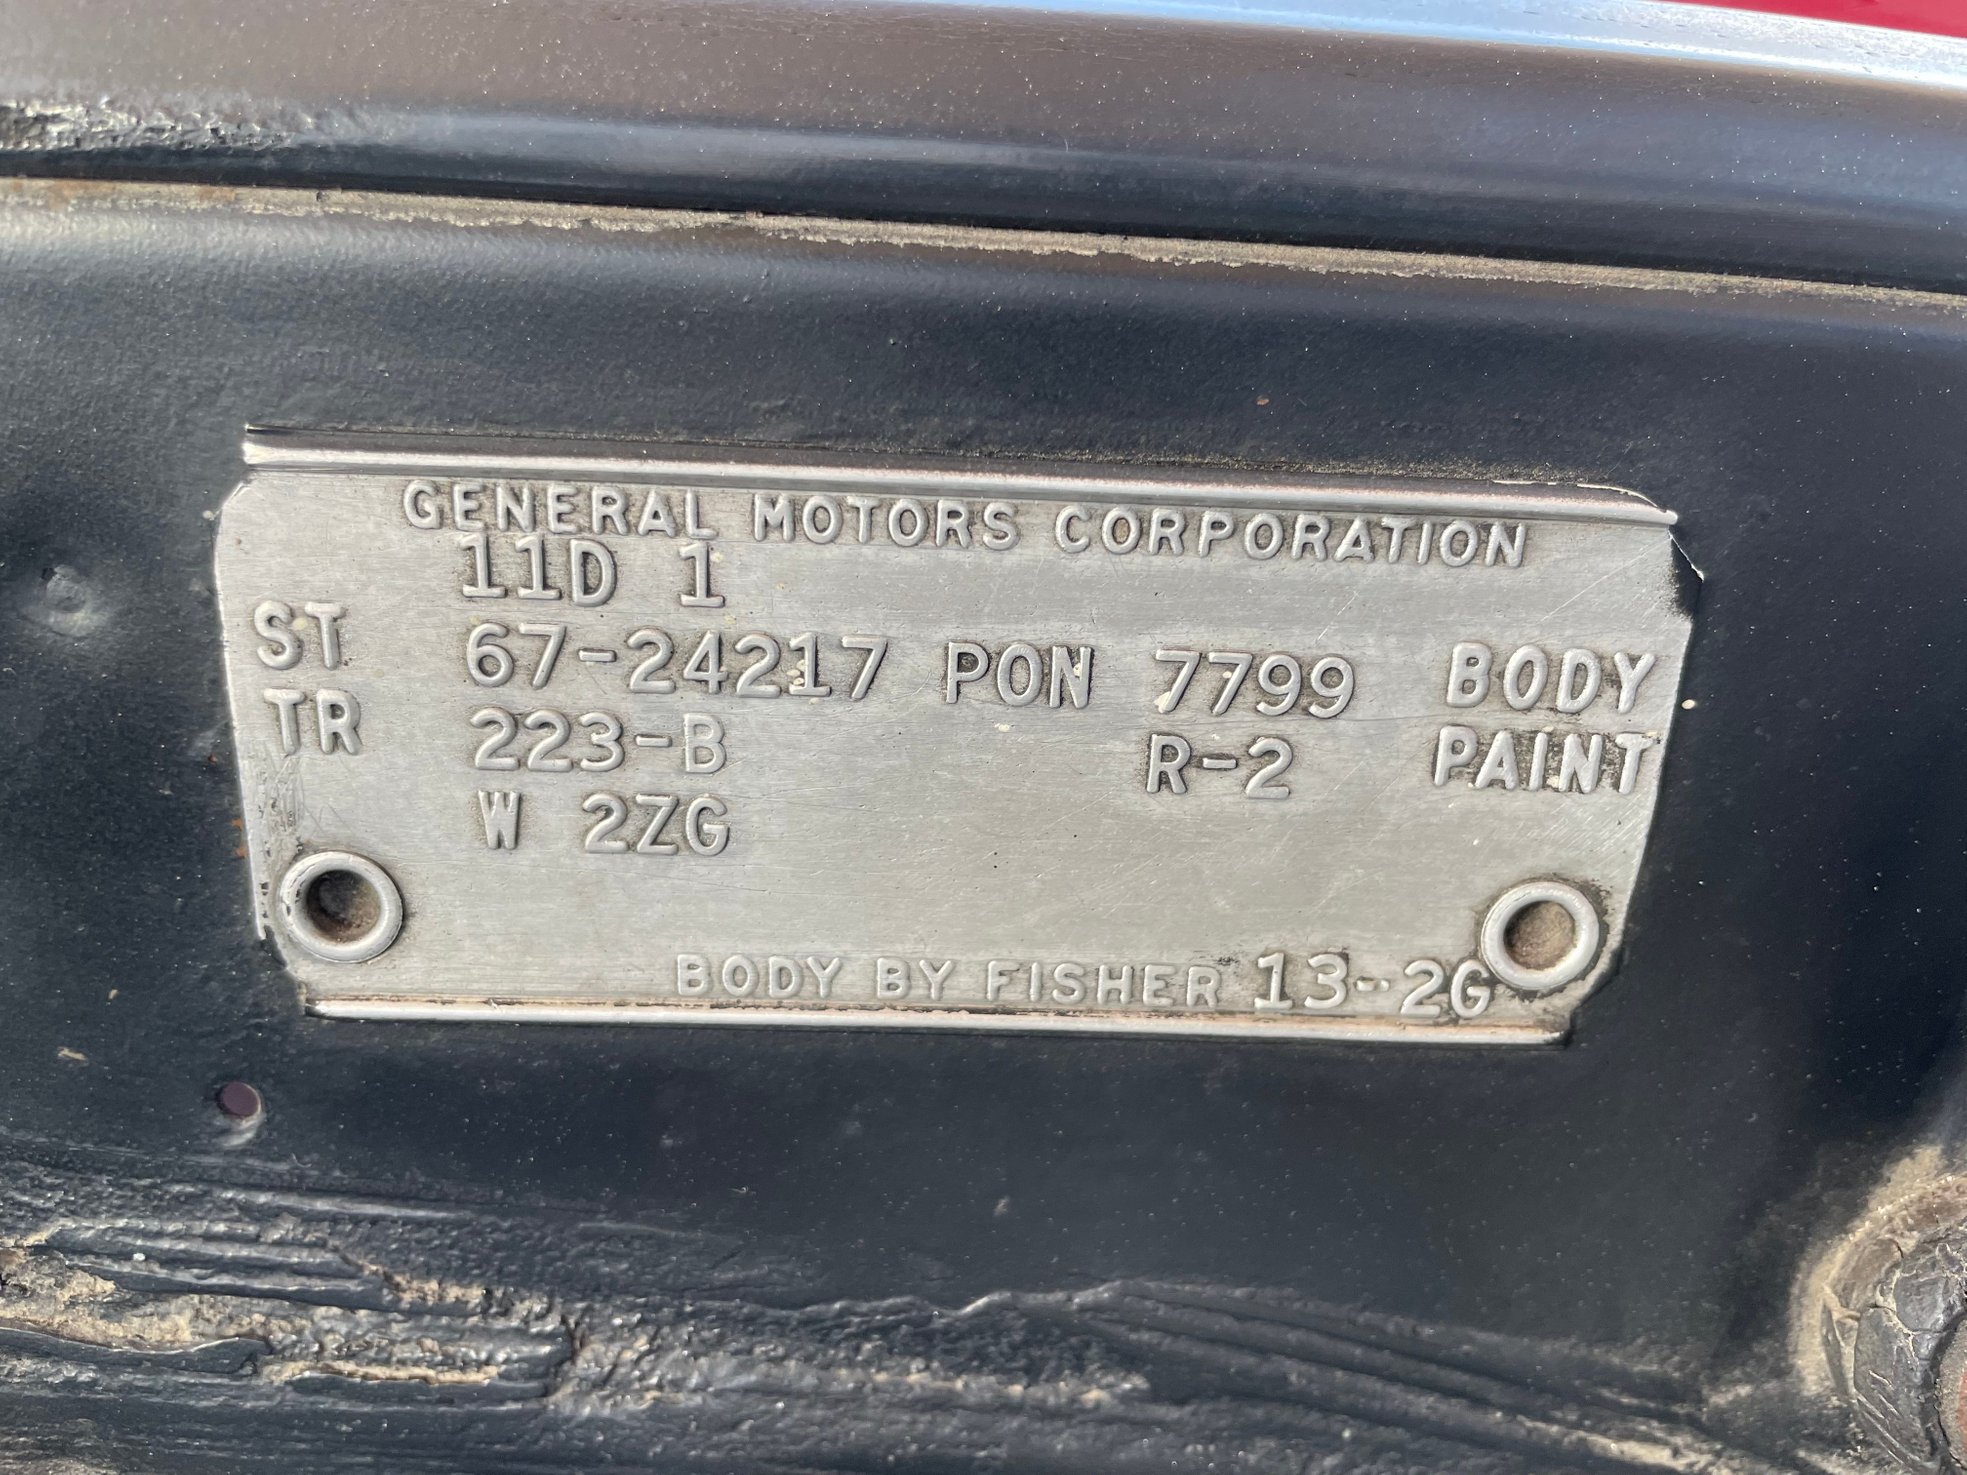 GENERAL MOTORS CORPORATION
11D 1
ST 67-24217 PON 7799 BODY
TR 223-B R-2 PAINT
W 2ZG
BODY BY FISHER 13-2G